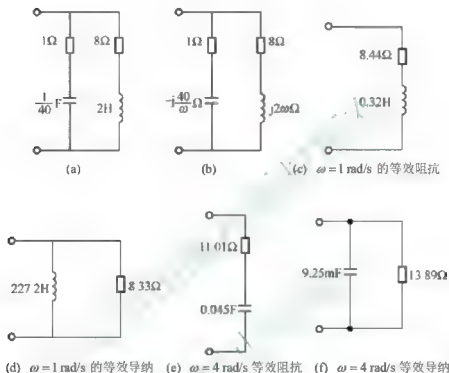 1Ω 8Ω 1Ω 8Ω
8.44Ω
1/40 F 2H -j40/ω Ω j2ωΩ 0.32H
(a) (b) (c) ω=1 rad/s 的等效阻抗
11.01Ω
227 2H 8.33Ω 9.25mF 13 89Ω
0.045F
(d) ω=1 rad/s 的等效导纳 (e) ω=4 rad/s 等效阻抗 (f) ω=4 rad/s 等效导纳